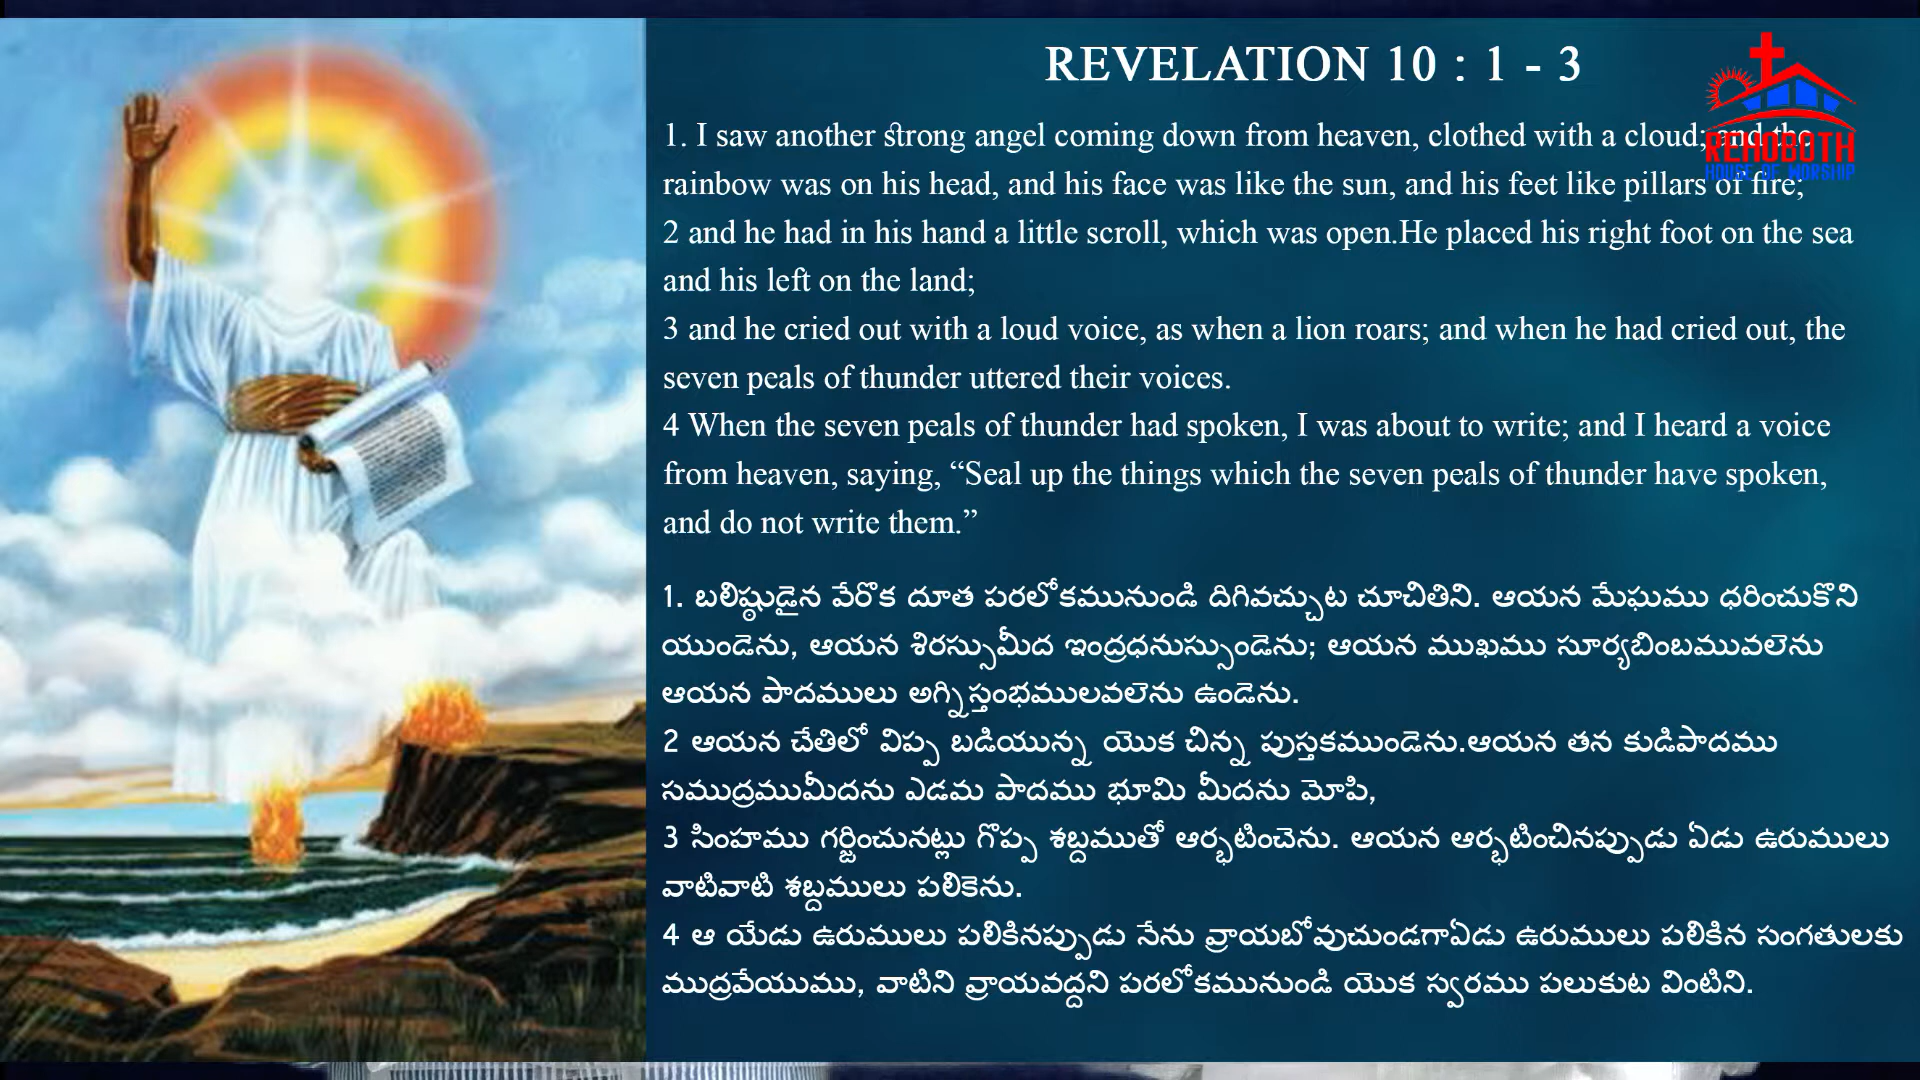 REVELATION 10 : 1 - 3
REHOBOTH
HOUSE OF WORSHIP
1. I saw another strong angel coming down from heaven, clothed with a cloud; and the
rainbow was on his head, and his face was like the sun, and his feet like pillars of fire;
2 and he had in his hand a little scroll, which was open.He placed his right foot on the sea
and his left on the land;
3 and he cried out with a loud voice, as when a lion roars; and when he had cried out, the
seven peals of thunder uttered their voices.
4 When the seven peals of thunder had spoken, I was about to write; and I heard a voice
from heaven, saying, “Seal up the things which the seven peals of thunder have spoken,
and do not write them.”
1. బలిష్ఠుడైన వేరొక దూత పరలోకమునుండి దిగివచ్చుట చూచితిని. ఆయన మేఘము ధరించుకొని
యుండెను, ఆయన శిరస్సుమీద ఇంద్రధనుస్సుండెను; ఆయన ముఖము సూర్యబింబమువలెను
ఆయన పాదములు అగ్నిస్తంభములవలెను ఉండెను.
2 ఆయన చేతిలో విప్ప బడియున్న యొక చిన్న పుస్తకముండెను.ఆయన తన కుడిపాదము
సముద్రముమీదను ఎడమ పాదము భూమి మీదను మోపి,
3 సింహము గర్జించునట్లు గొప్ప శబ్దముతో ఆర్భటించెను. ఆయన ఆర్భటించినప్పుడు ఏడు ఉరుములు
వాటివాటి శబ్దములు పలికెను.
4 ఆ యేడు ఉరుములు పలికినప్పుడు నేను వ్రాయబోవుచుండగాఏడు ఉరుములు పలికిన సంగతులకు
ముద్రవేయుము, వాటిని వ్రాయవద్దని పరలోకమునుండి యొక స్వరము పలుకుట వింటిని.